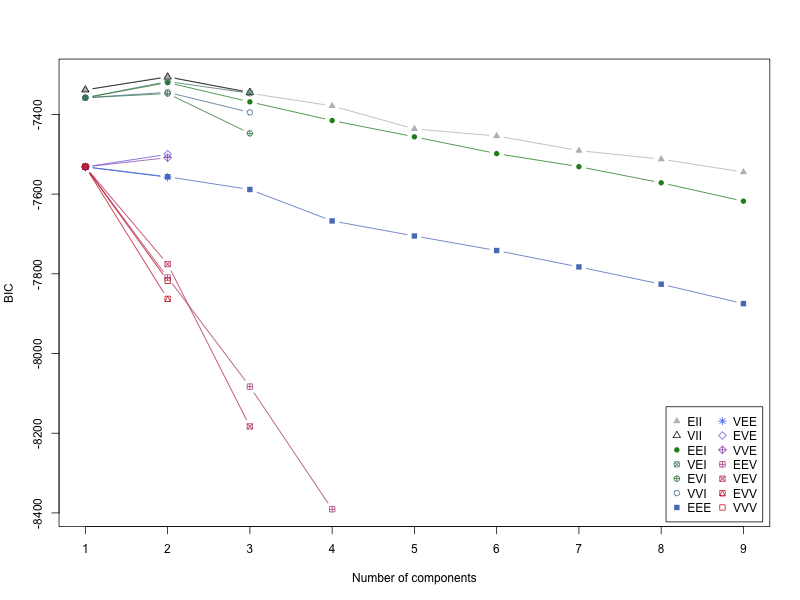 -7400
-7600
-7800
-8000
-8200
-8400
BIC
1 2 3 4 5 6 7 8 9
Number of components
EII VEE
VII EVE
EEI VVE
VEI EEV
EVI VEV
VVI EVV
EEE VVV